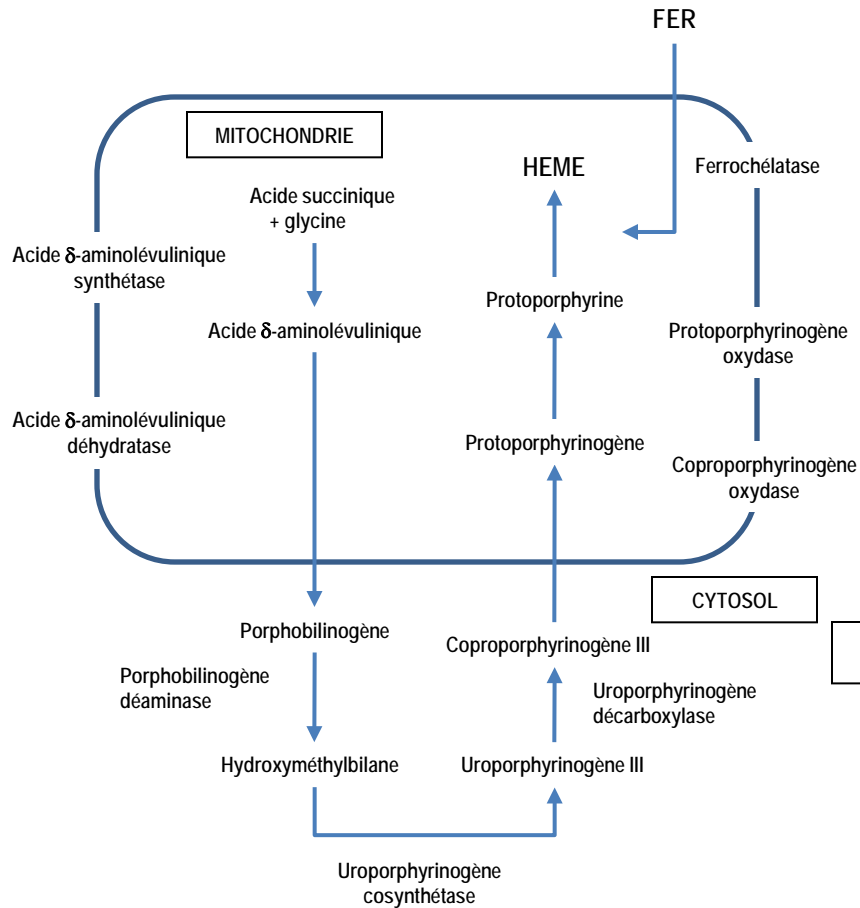 FER
MITOCHONDRIE
HEME
Ferrochélatase
Acide succinique
+ glycine
Acide δ-aminolévulinique
synthétase
Protoporphyrine
Acide δ-aminolévulinique
Protoporphyrinogène
oxydase
Acide δ-aminolévulinique
déhydratase
Protoporphyrinogène
Coproporphyrinogène
oxydase
CYTOSOL
Porphobilinogène
Coproporphyrinogène III
Porphobilinogène
déaminase
Uroporphyrinogène
décarboxylase
Hydroxyméthylbilane
Uroporphyrinogène III
Uroporphyrinogène
cosynthétase